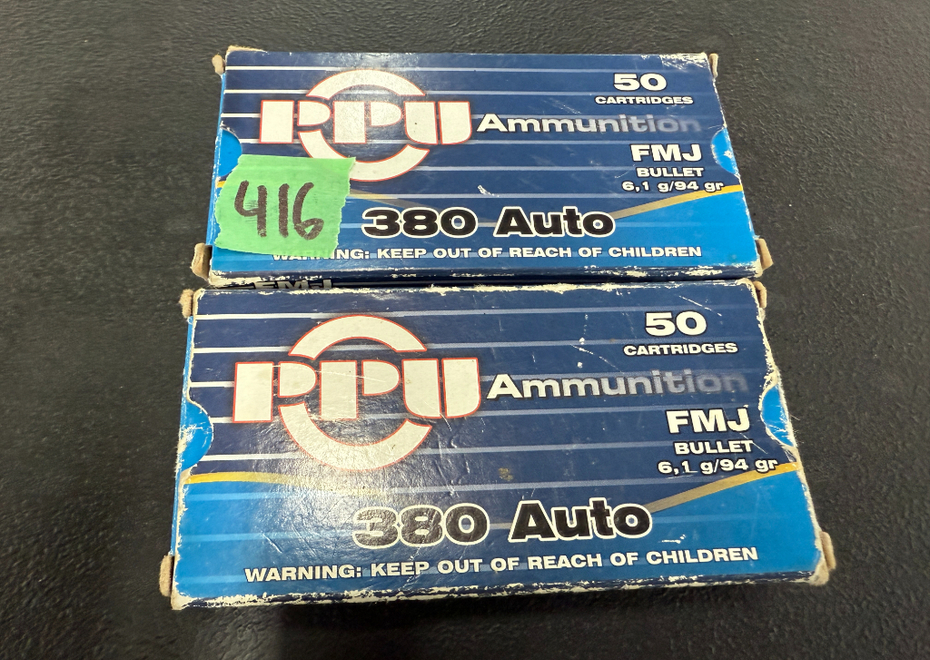 50
CARTRIDGES
PPU Ammunition
FMJ
BULLET
6,1 g/94 gr
416
380 Auto
WARNING: KEEP OUT OF REACH OF CHILDREN
FMJ
50
CARTRIDGES
PPU Ammunition
FMJ
BULLET
6,1 g/94 gr
380 Auto
WARNING: KEEP OUT OF REACH OF CHILDREN